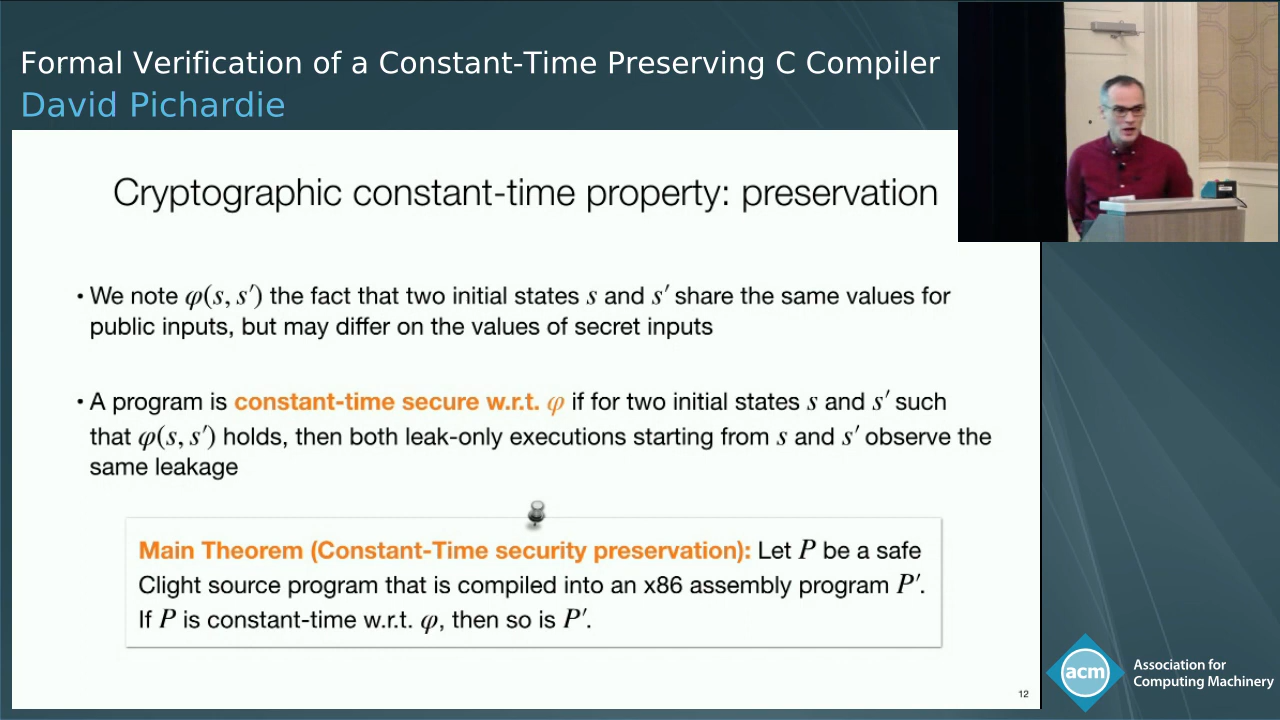 Formal Verification of a Constant-Time Preserving C Compiler
David Pichardie
Cryptographic constant-time property: preservation
• We note φ(s, s′) the fact that two initial states s and s′ share the same values for
public inputs, but may differ on the values of secret inputs
• A program is constant-time secure w.r.t. φ if for two initial states s and s′ such
that φ(s, s′) holds, then both leak-only executions starting from s and s′ observe the
same leakage
Main Theorem (Constant-Time security preservation): Let P be a safe
Clight source program that is compiled into an x86 assembly program P′.
If P is constant-time w.r.t. φ, then so is P′.
12
acm
Association for
Computing Machinery